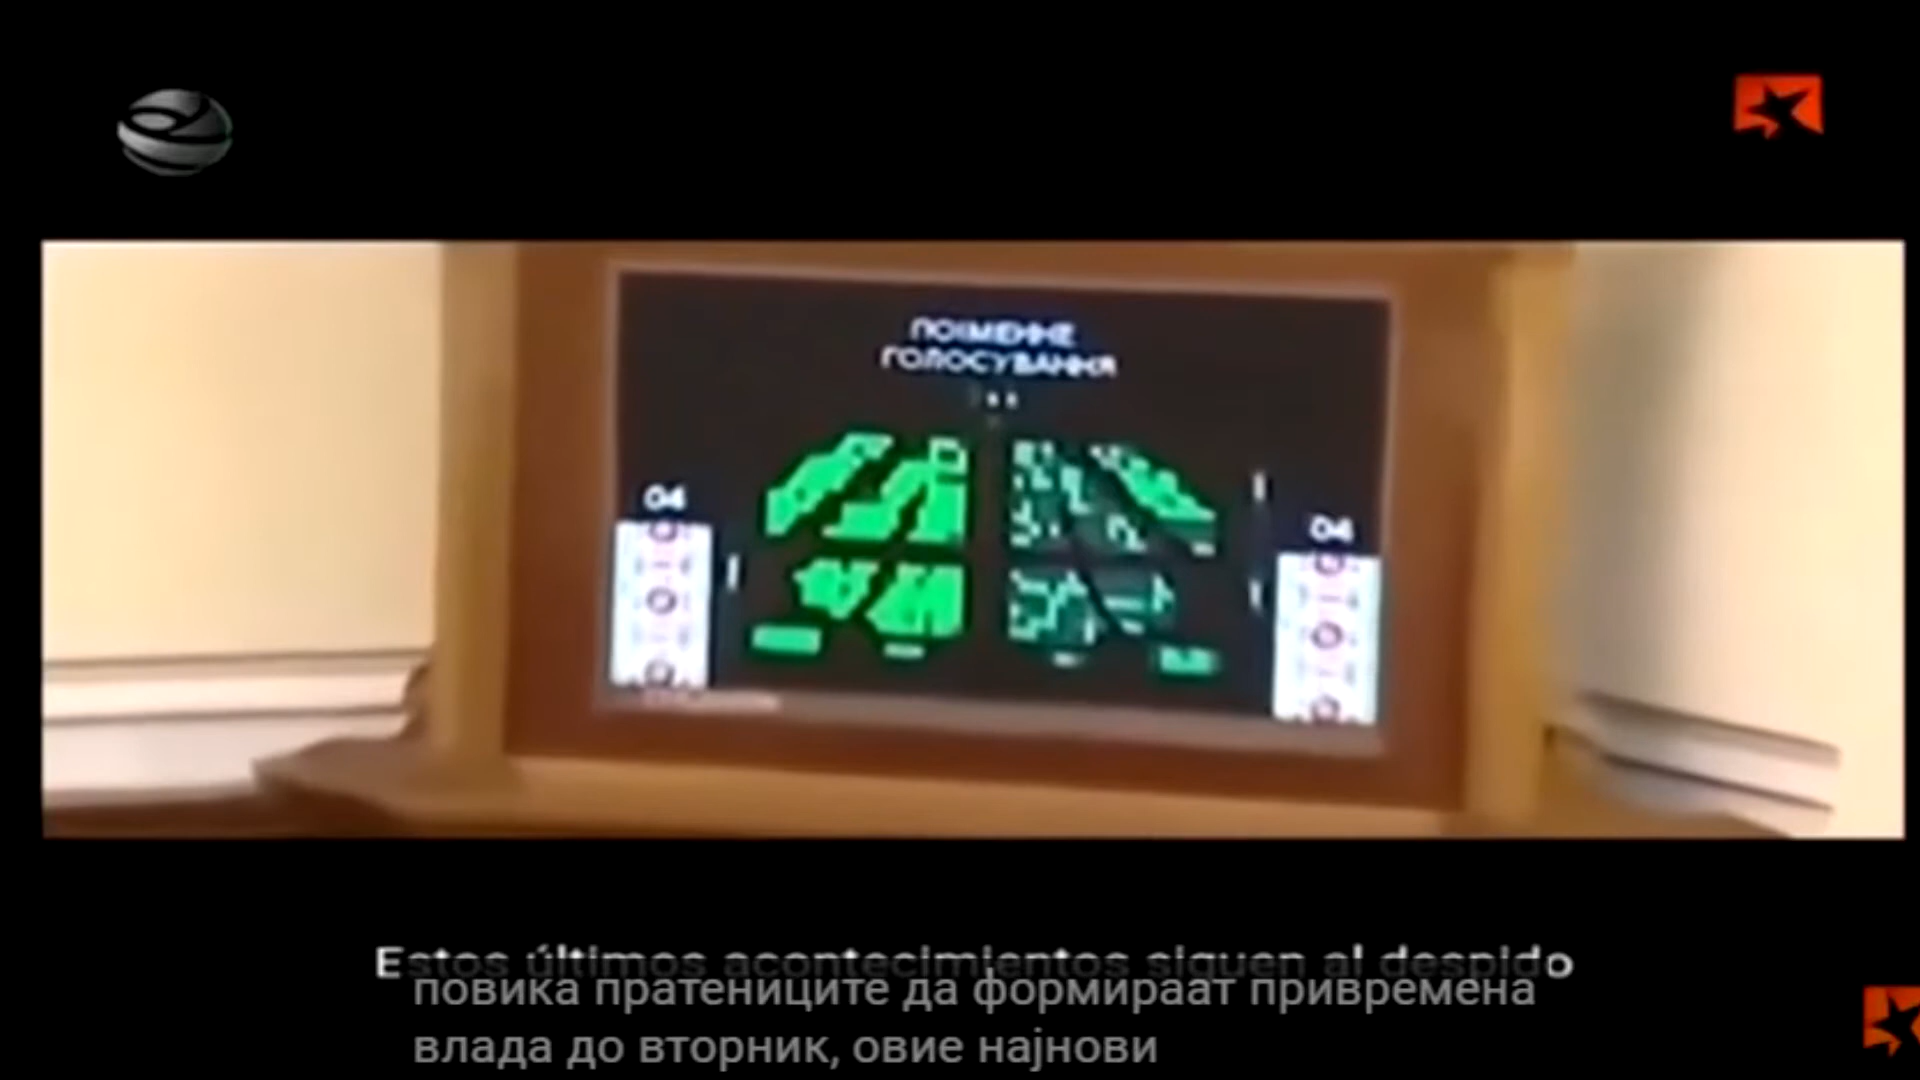 ПОІМЕННЕ
ГОЛОСУВАННЯ
04
04
Estos últimos acontecimientos siguen al despido
повика пратениците да формираат привремена
влада до вторник, овие најнови